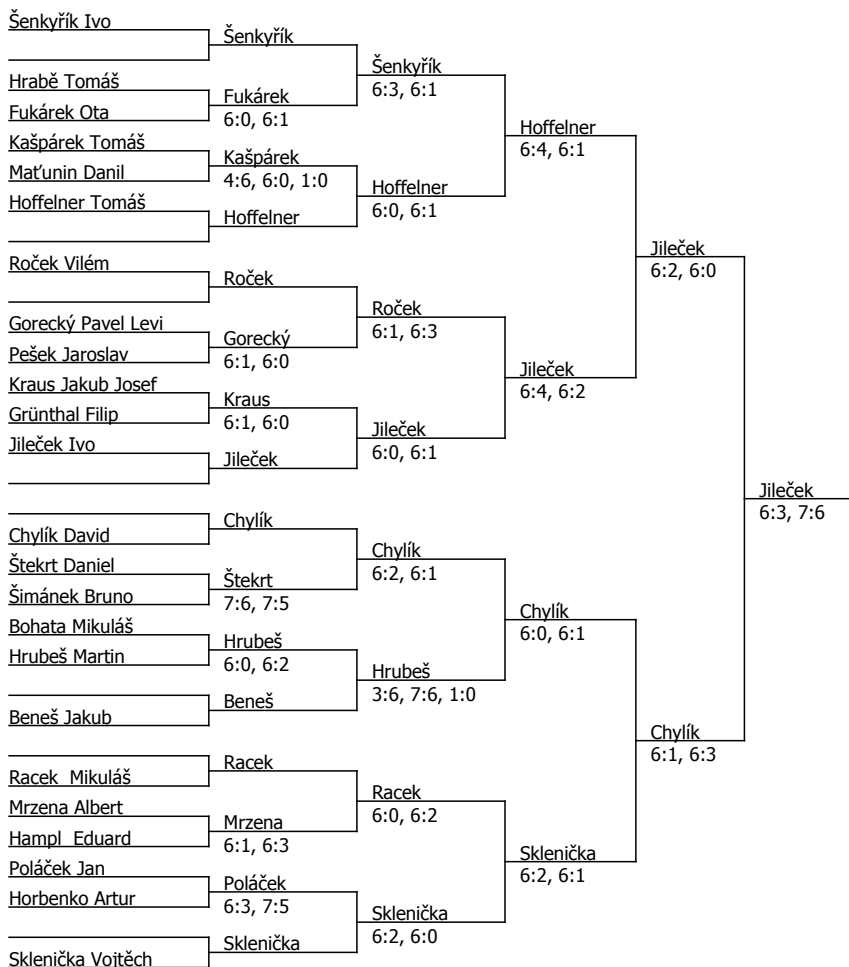 Šenkyřík Ivo
Šenkyřík
Šenkyřík
6:3, 6:1
Hrabě Tomáš
Fukárek
6:0, 6:1
Fukárek Ota
Hoffelner
6:4, 6:1
Kašpárek Tomáš
Kašpárek
4:6, 6:0, 1:0
Maťunin Danil
Hoffelner
6:0, 6:1
Hoffelner Tomáš
Hoffelner
Jileček
6:2, 6:0
Roček Vilém
Roček
Roček
6:1, 6:3
Gorecký Pavel Levi
Gorecký
6:1, 6:0
Pešek Jaroslav
Jileček
6:4, 6:2
Kraus Jakub Josef
Kraus
6:1, 6:0
Grünthal Filip
Jileček
6:0, 6:1
Jileček Ivo
Jileček
Jileček
6:3, 7:6
Chylík
Chylík David
Chylík
6:2, 6:1
Štekrt Daniel
Štekrt
7:6, 7:5
Šimánek Bruno
Chylík
6:0, 6:1
Bohata Mikuláš
Hrubeš
6:0, 6:2
Hrubeš Martin
Hrubeš
3:6, 7:6, 1:0
Beneš
Beneš Jakub
Chylík
6:1, 6:3
Racek
Racek  Mikuláš
Racek
6:0, 6:2
Mrzena Albert
Mrzena
6:1, 6:3
Hampl  Eduard
Sklenička
6:2, 6:1
Poláček Jan
Poláček
6:3, 7:5
Horbenko Artur
Sklenička
6:2, 6:0
Sklenička
Sklenička Vojtěch